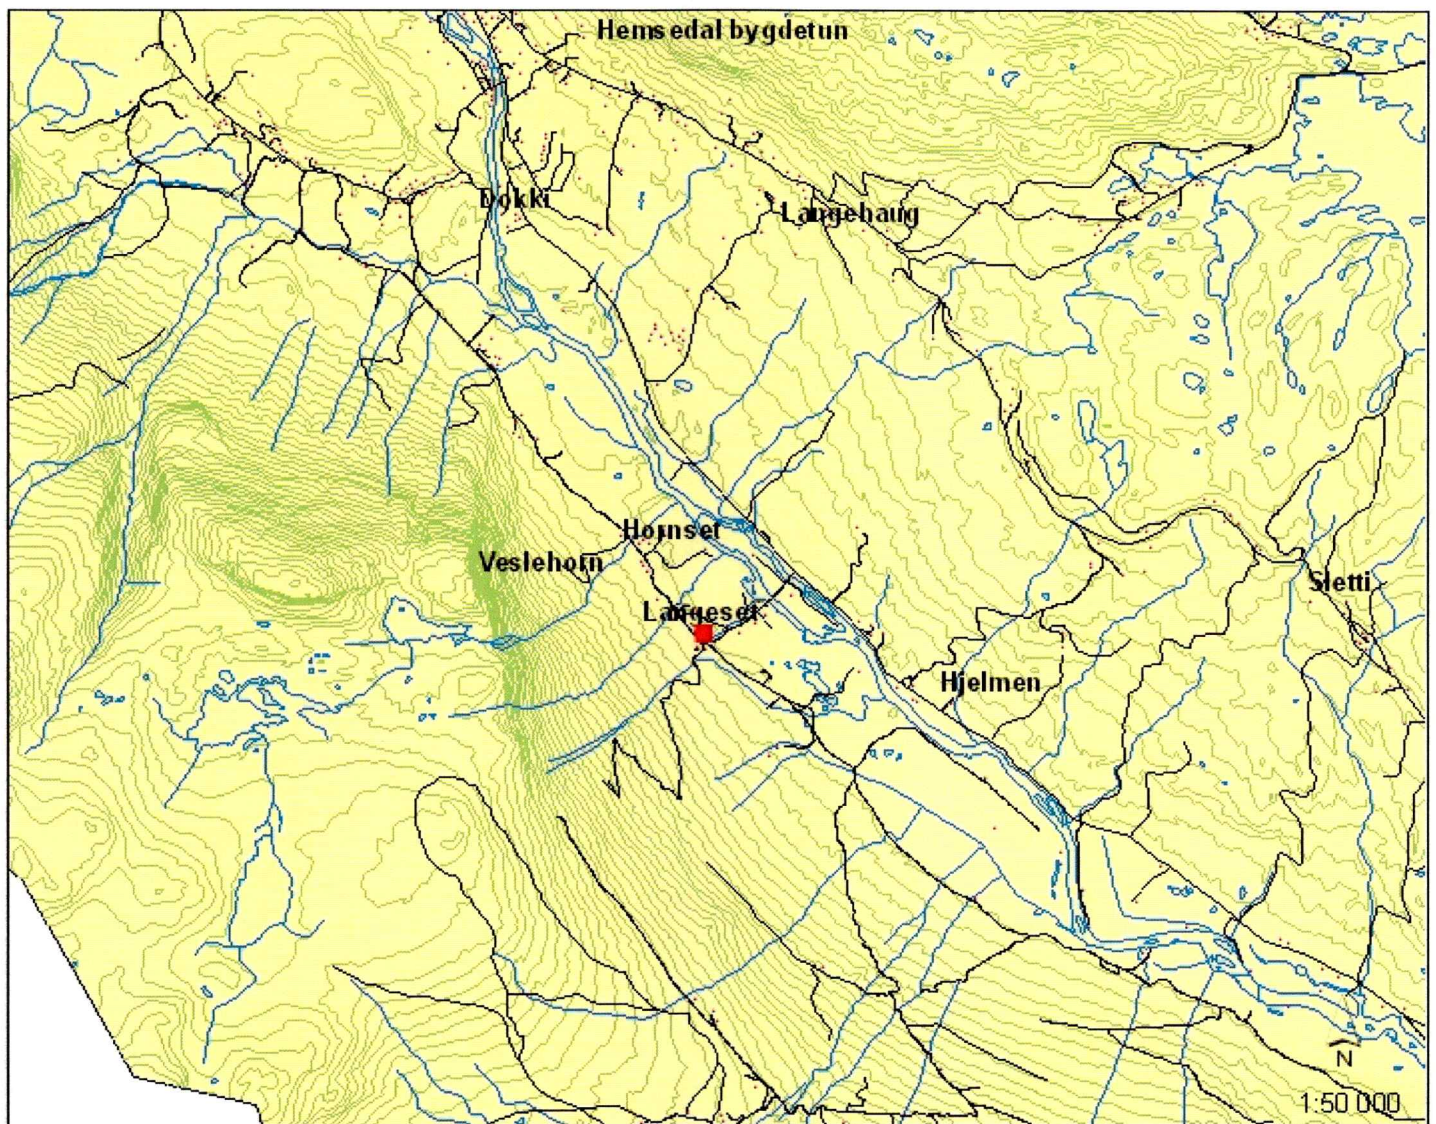 Hemsedal bygdetun
Dokki
Langehaug
Hornset
Veslehorn
Sletti
Langeset
Hjelmen
N
1:50 000